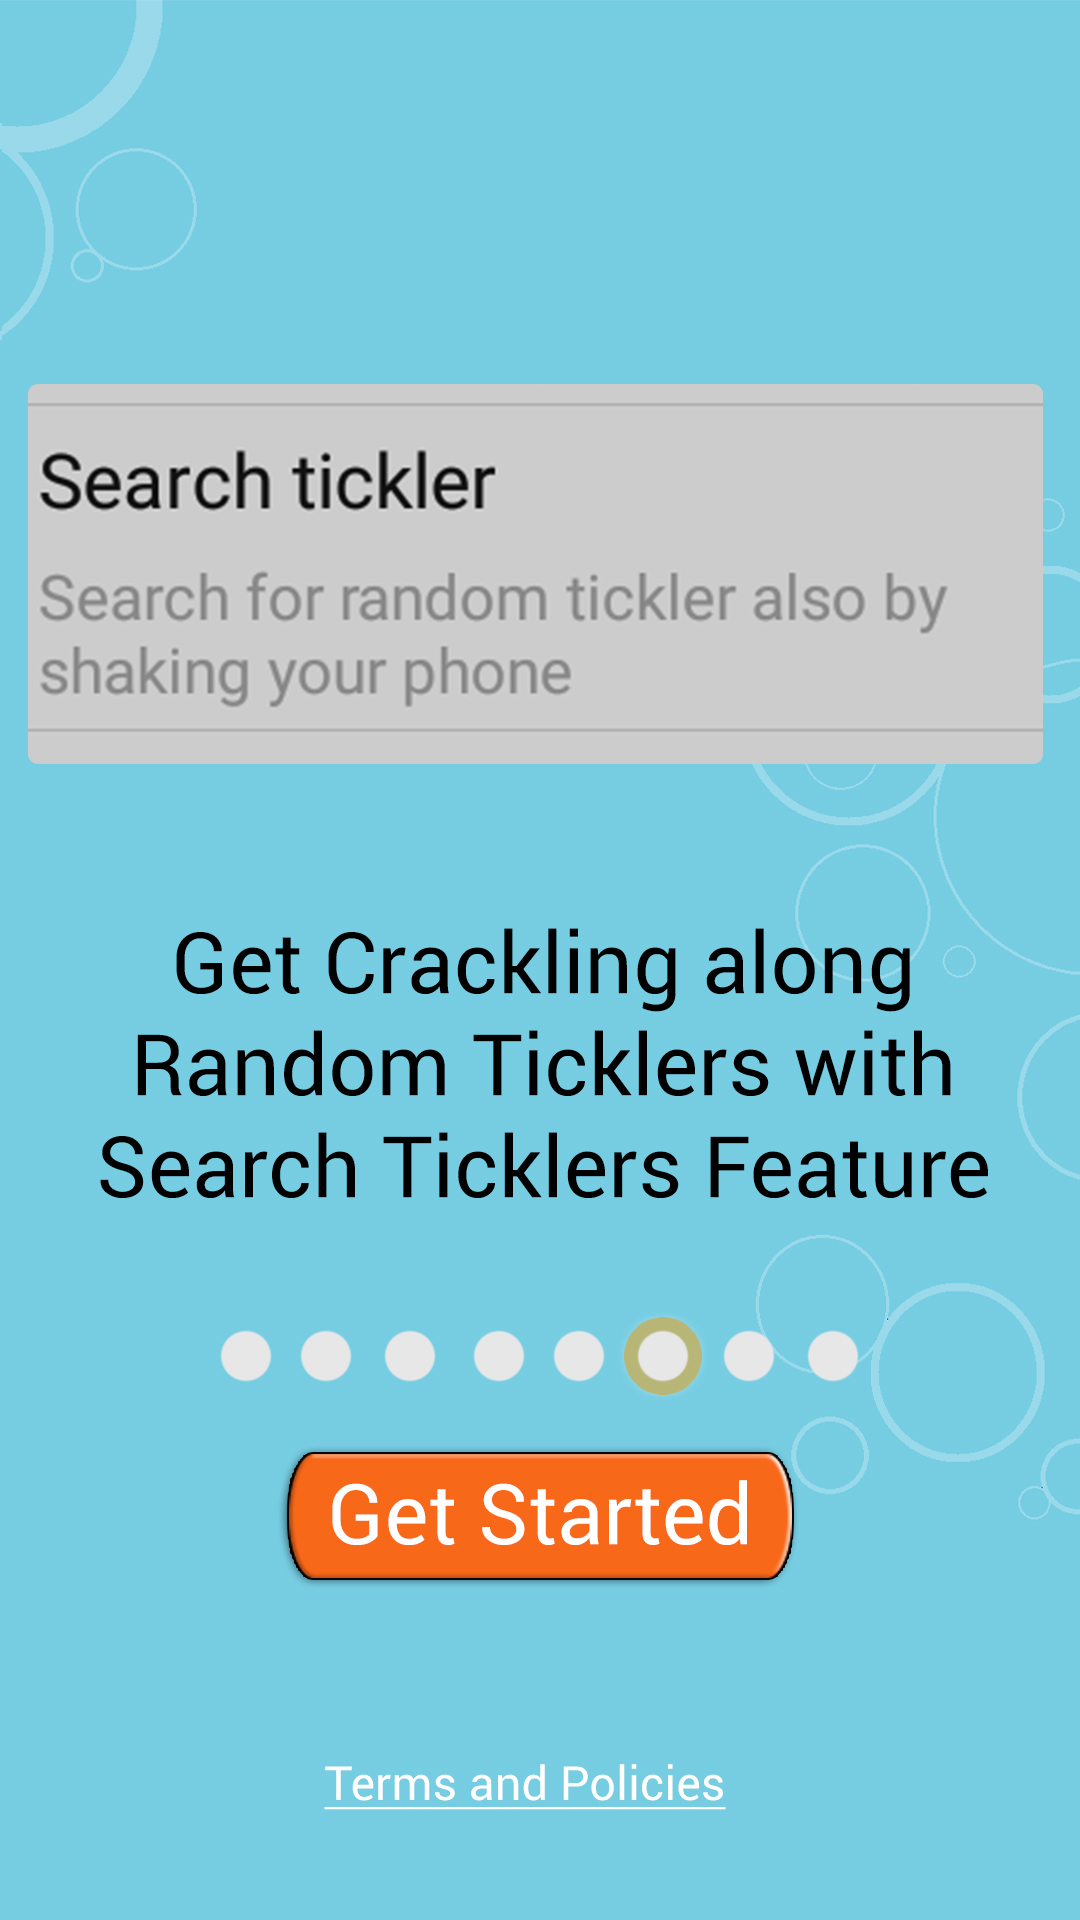 Search tickler
Search for random tickler also by
shaking your phone
Get Crackling along
Random Ticklers with
Search Ticklers Feature
Get Started
Terms and Policies